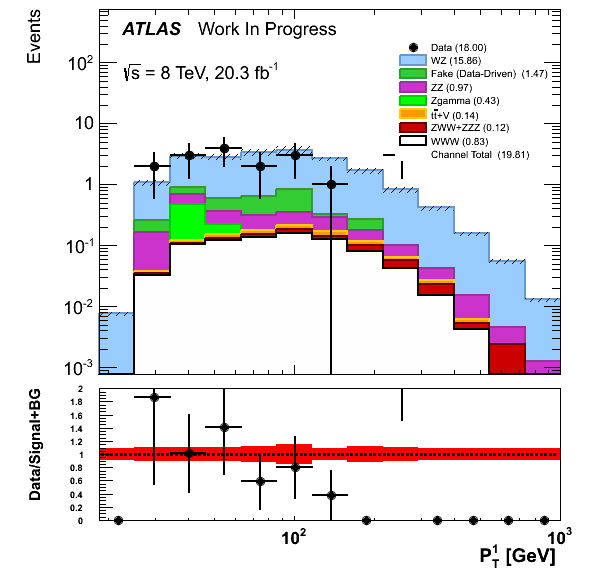 ATLAS Work In Progress
√s = 8 TeV, 20.3 fb⁻¹
Events
10²
10
1
10⁻¹
10⁻²
10⁻³
Data (18.00)
WZ (15.86)
Fake (Data-Driven) (1.47)
ZZ (0.97)
Zgamma (0.43)
tt̄+V (0.14)
ZWW+ZZZ (0.12)
WWW (0.83)
Channel Total (19.81)
Data/Signal+BG
2
1.8
1.6
1.4
1.2
1
0.8
0.6
0.4
0.2
0
10² 10³
P_T^1 [GeV]